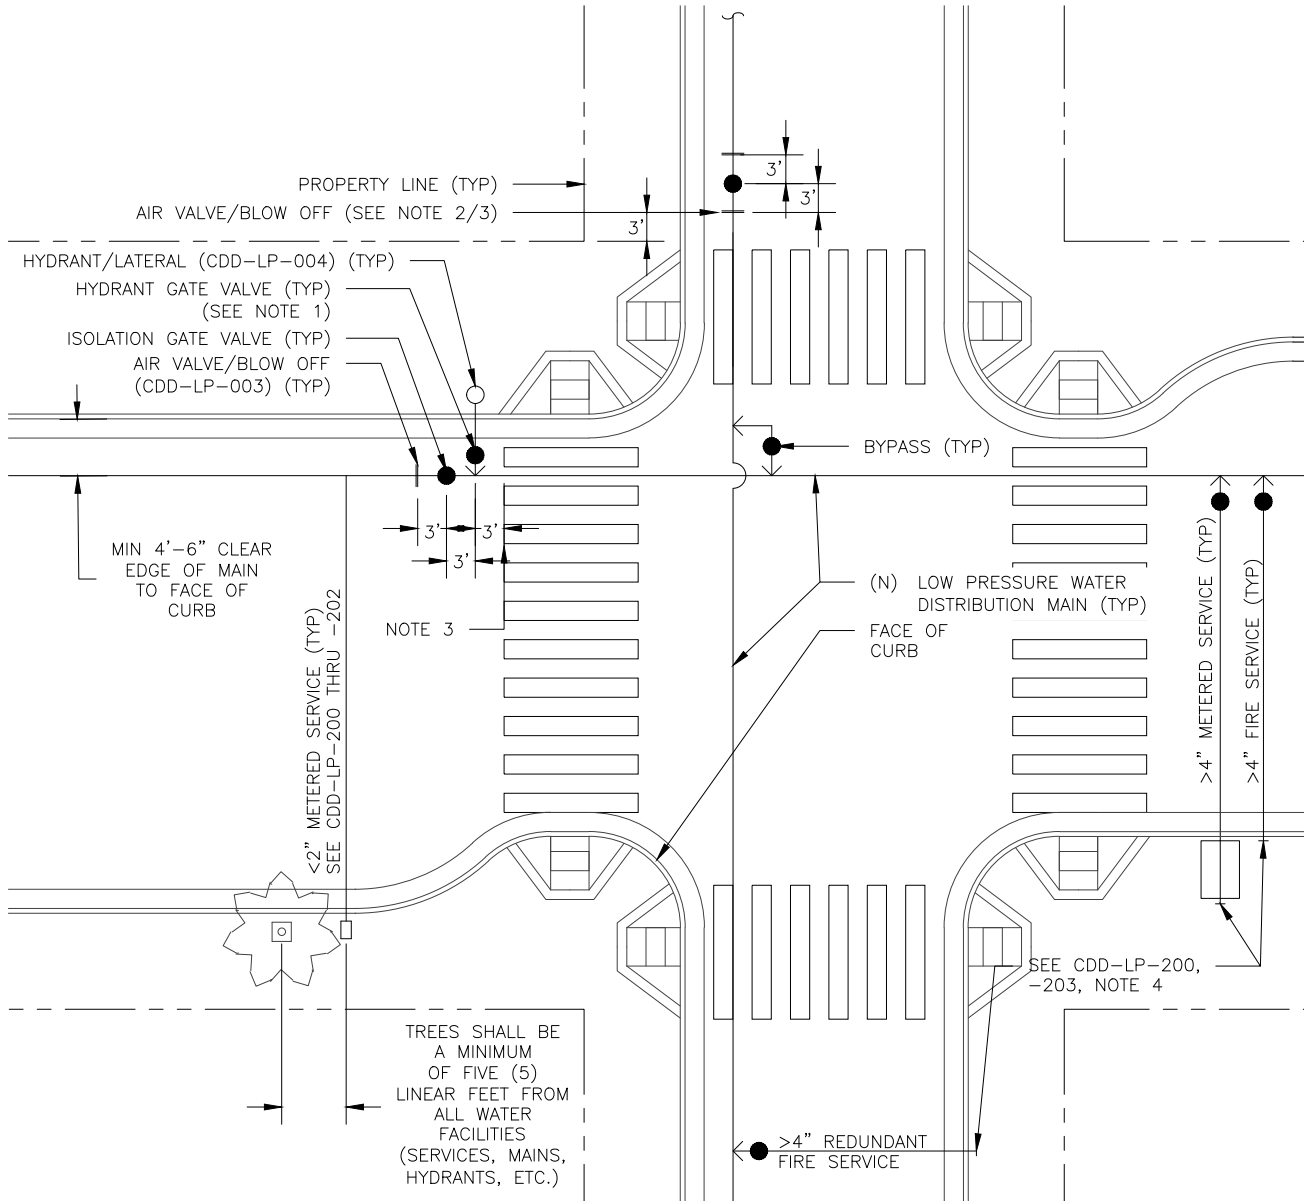 3'
3'
PROPERTY LINE (TYP)
AIR VALVE/BLOW OFF (SEE NOTE 2/3)
3'
HYDRANT/LATERAL (CDD-LP-004) (TYP)
HYDRANT GATE VALVE (TYP)
(SEE NOTE 1)
ISOLATION GATE VALVE (TYP)
AIR VALVE/BLOW OFF
(CDD-LP-003) (TYP)
BYPASS (TYP)
3'
3'
3'
MIN 4'-6" CLEAR
EDGE OF MAIN
TO FACE OF
CURB
NOTE 3
(N) LOW PRESSURE WATER
DISTRIBUTION MAIN (TYP)
FACE OF
CURB
<2" METERED SERVICE (TYP)
SEE CDD-LP-200 THRU -202
>4" METERED SERVICE (TYP)
>4" FIRE SERVICE (TYP)
SEE CDD-LP-200,
-203, NOTE 4
TREES SHALL BE
A MINIMUM
OF FIVE (5)
LINEAR FEET FROM
ALL WATER
FACILITIES
(SERVICES, MAINS,
HYDRANTS, ETC.)
>4" REDUNDANT
FIRE SERVICE